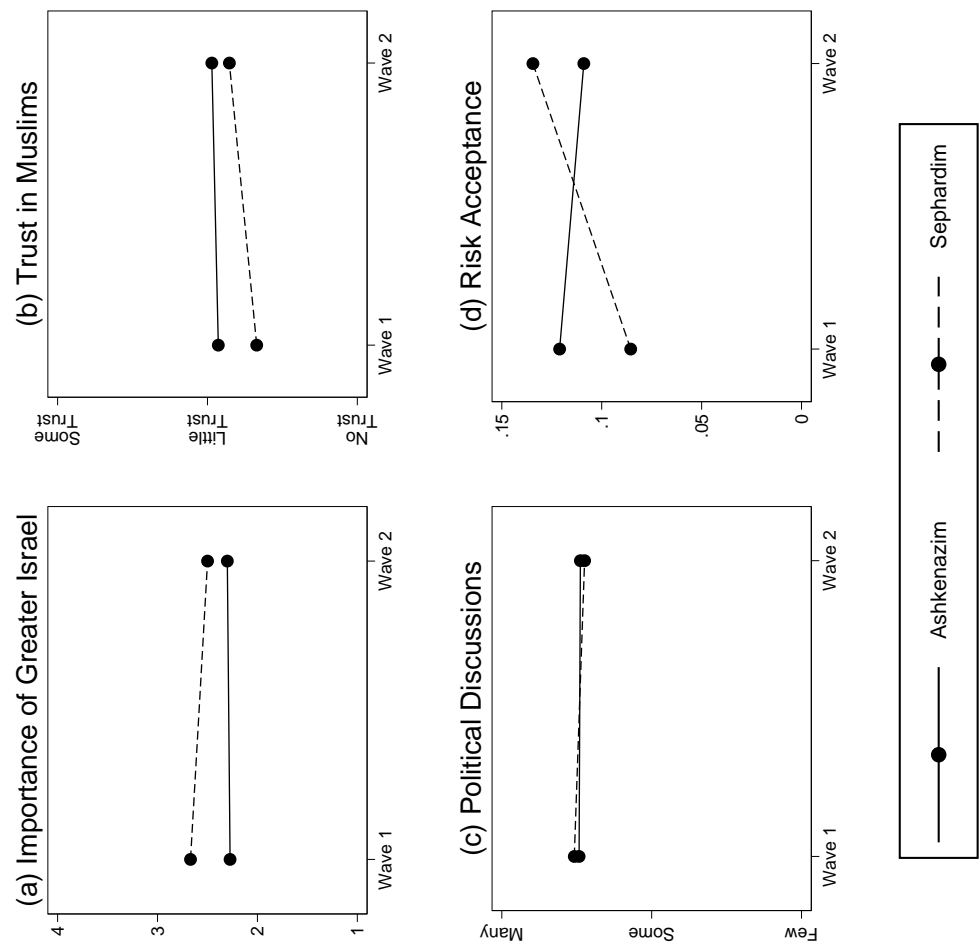 (a) Importance of Greater Israel
4
3
2
1
Wave 1
Wave 2
(b) Trust in Muslims
Some
Trust
Little
Trust
No
Trust
Wave 1
Wave 2
(c) Political Discussions
Many
Some
Few
Wave 1
Wave 2
(d) Risk Acceptance
.15
.1
.05
0
Wave 1
Wave 2
Ashkenazim
Sephardim